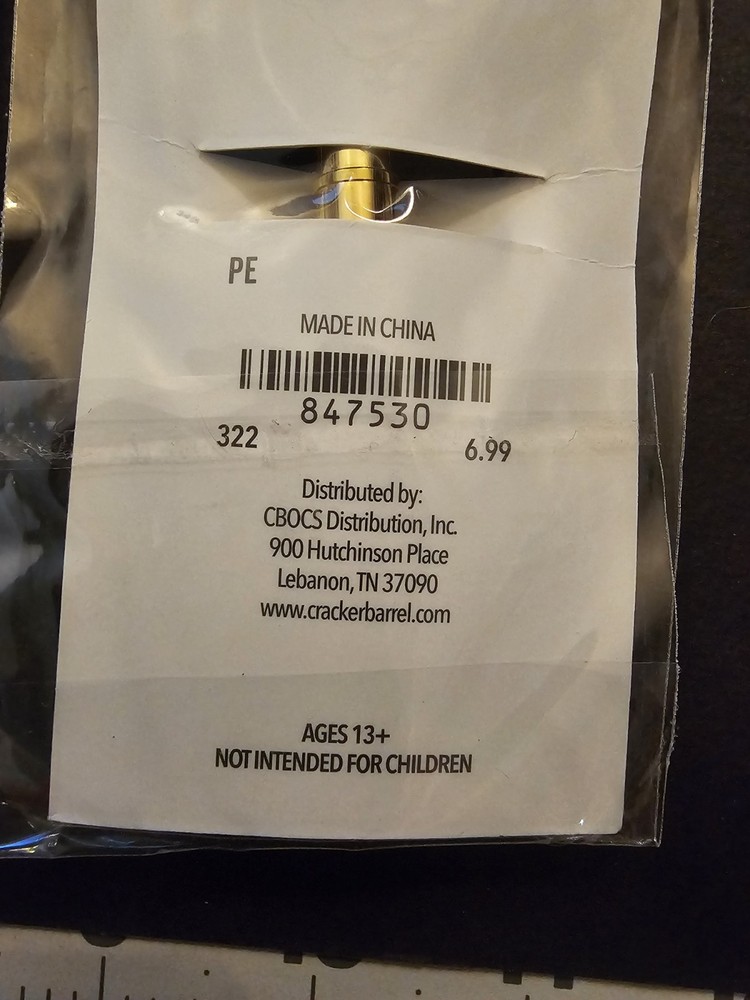 PE
MADE IN CHINA
847530
322
6.99
Distributed by:
CBOCS Distribution, Inc.
900 Hutchinson Place
Lebanon, TN 37090
www.crackerbarrel.com
AGES 13+
NOT INTENDED FOR CHILDREN